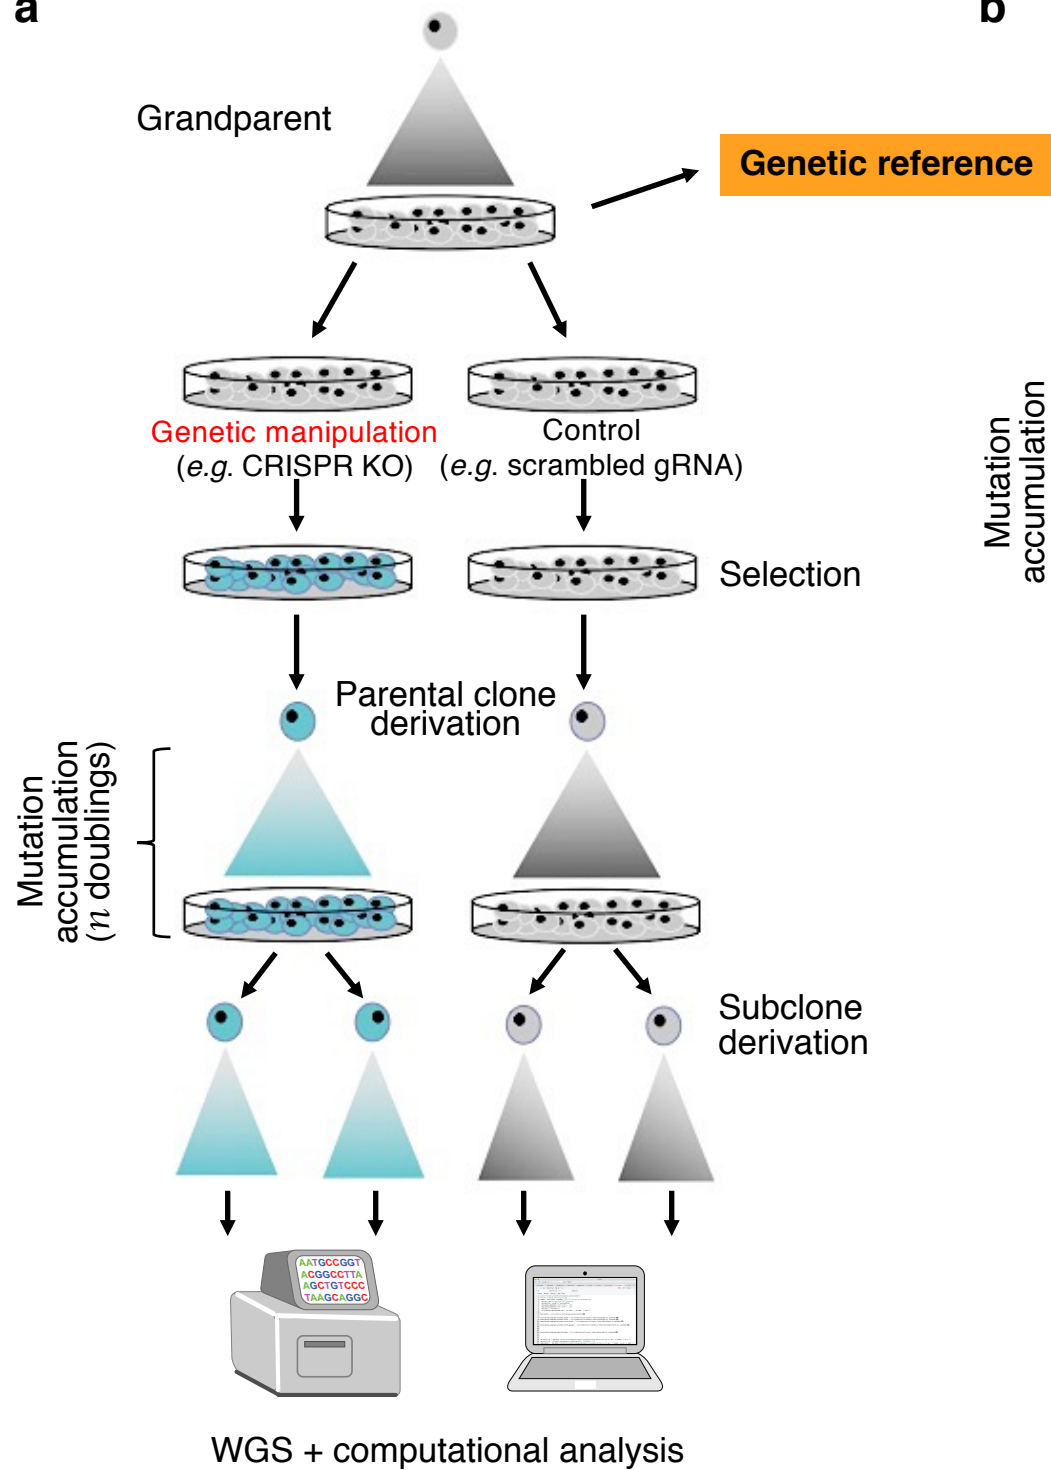 a
b
Grandparent
Genetic reference
Genetic manipulation
(e.g. CRISPR KO)
Control
(e.g. scrambled gRNA)
Selection
Parental clone
derivation
Mutation
accumulation
(n doublings)
Mutation
accumulation
Subclone
derivation
AATGCCGGT
ACGGCCTTA
AGCTGTCCC
TAAGCAGGC
WGS + computational analysis